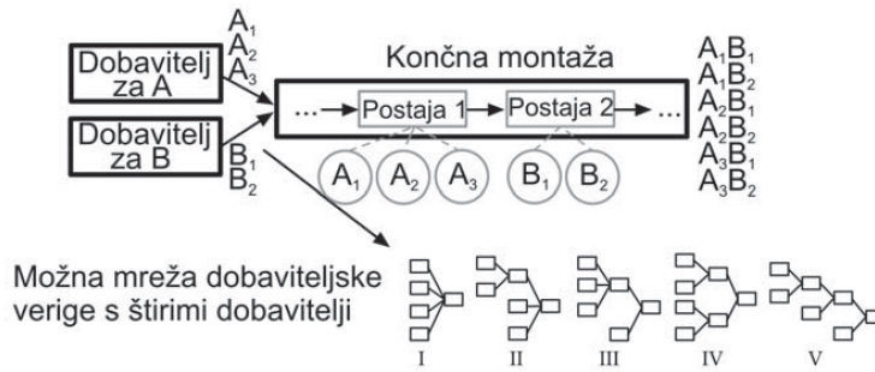 A₁
A₂
A₃
Dobavitelj
za A
Dobavitelj
za B
B₁
B₂
Končna montaža
... Postaja 1 Postaja 2 ...
A₁ A₂ A₃ B₁ B₂
A₁B₁
A₁B₂
A₂B₁
A₂B₂
A₃B₁
A₃B₂
Možna mreža dobaviteljske
verige s štirimi dobavitelji
I II III IV V